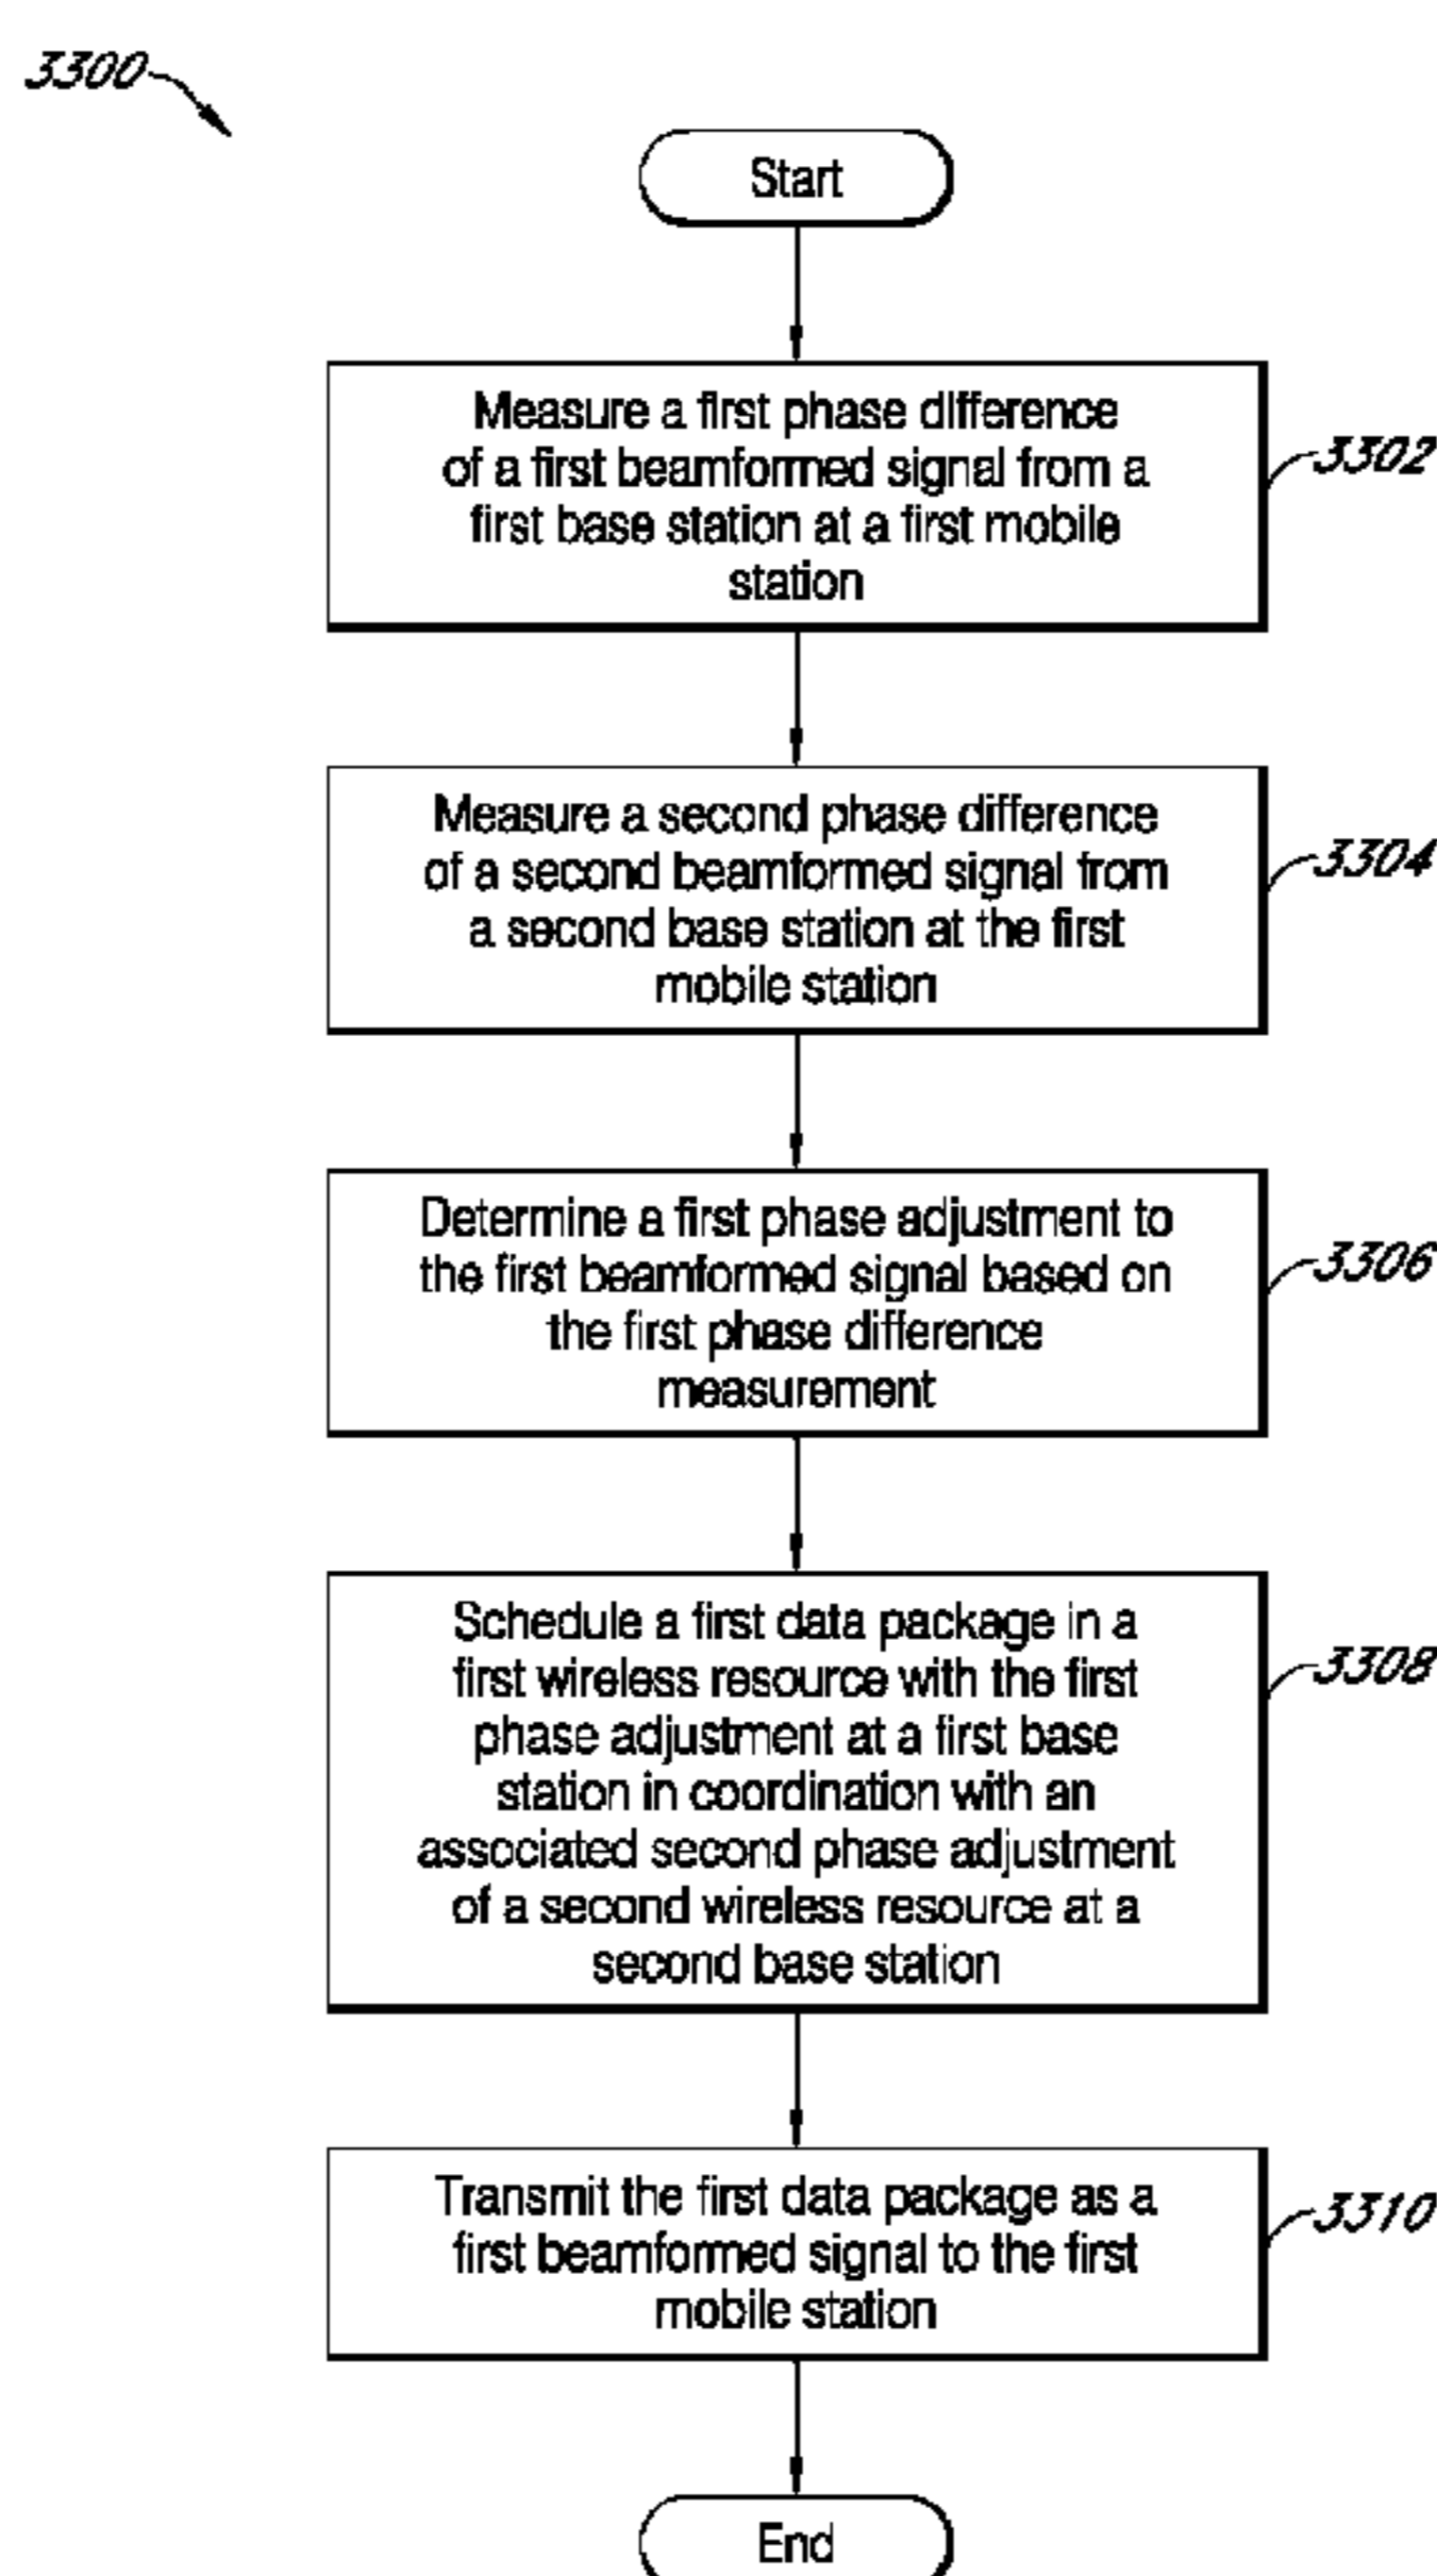 3300
Start
Measure a first phase difference
of a first beamformed signal from a
first base station at a first mobile
station
3302
Measure a second phase difference
of a second beamformed signal from
a second base station at the first
mobile station
3304
Determine a first phase adjustment to
the first beamformed signal based on
the first phase difference
measurement
3306
Schedule a first data package in a
first wireless resource with the first
phase adjustment at a first base
station in coordination with an
associated second phase adjustment
of a second wireless resource at a
second base station
3308
Transmit the first data package as a
first beamformed signal to the first
mobile station
3310
End